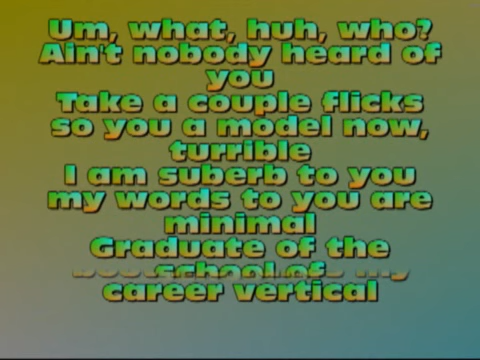 Um, what, huh, who?
Ain't nobody heard of
you
Take a couple flicks
so you a model now,
turrible
I am suberb to you
my words to you are
minimal
Graduate of the
school of
my
career vertical